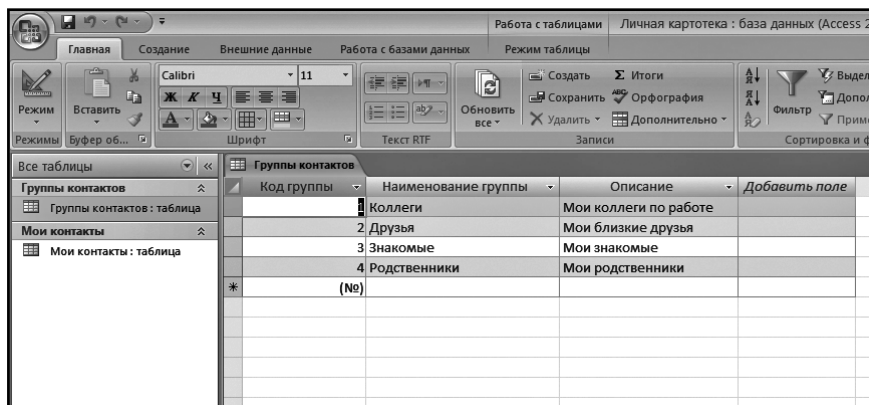 Работа с таблицами Личная картотека : база данных (Access 2
Главная Создание Внешние данные Работа с базами данных Режим таблицы
Calibri 11 Создать Σ Итоги Выдел
Режим Вставить Ж К Ч Обновить все Сохранить Орфография Фильтр Допол
Удалить Дополнительно Приме
Режимы Буфер об... Шрифт Текст RTF Записи Сортировка и ф
Все таблицы « Группы контактов
Группы контактов Код группы Наименование группы Описание Добавить поле
Группы контактов : таблица 1 Коллеги Мои коллеги по работе
Мои контакты 2 Друзья Мои близкие друзья
Мои контакты : таблица 3 Знакомые Мои знакомые
4 Родственники Мои родственники
* (№)